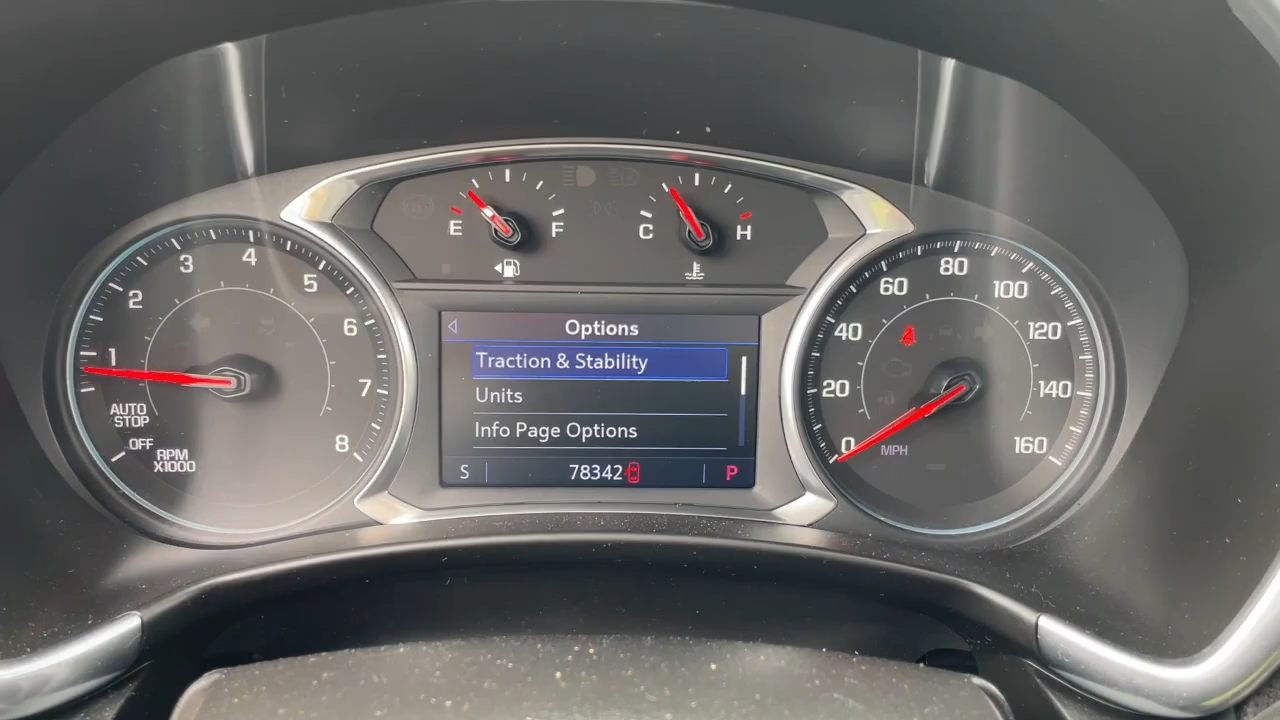 E F
C H
1
2
3
4
5
6
7
8
AUTO
STOP
OFF
RPM
X1000
Options
Traction & Stability
Units
Info Page Options
S 78342 P
0
20
40
60
80
100
120
140
160
MPH